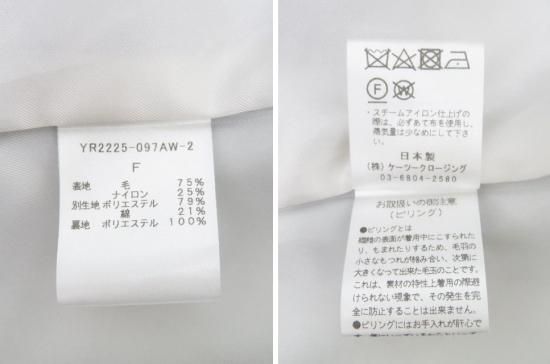 YR2225-097AW-2
F
表地 毛 75%
ナイロン 25%
別生地 ポリエステル 79%
綿 21%
裏地 ポリエステル 100%
F W
・スチームアイロン仕上げの
際は、必ずあて布を使用し、
蒸気量は少なめにして下さ
い。
日本製
(株)ケーツークロージング
03-6804-2580
お取扱いの御注意
(ピリング)
●ピリングとは
繊維の表面が着用中にこすられた
り、もまれたりするため、毛羽の
小さなもつれが絡み合い、次第に
大きくなって出来た毛玉のことです。
これは、素材の特性上着用の際避
けられない現象で、その発生を完
全に防止することは出来ません。
●ピリングにはお手入れが肝心で